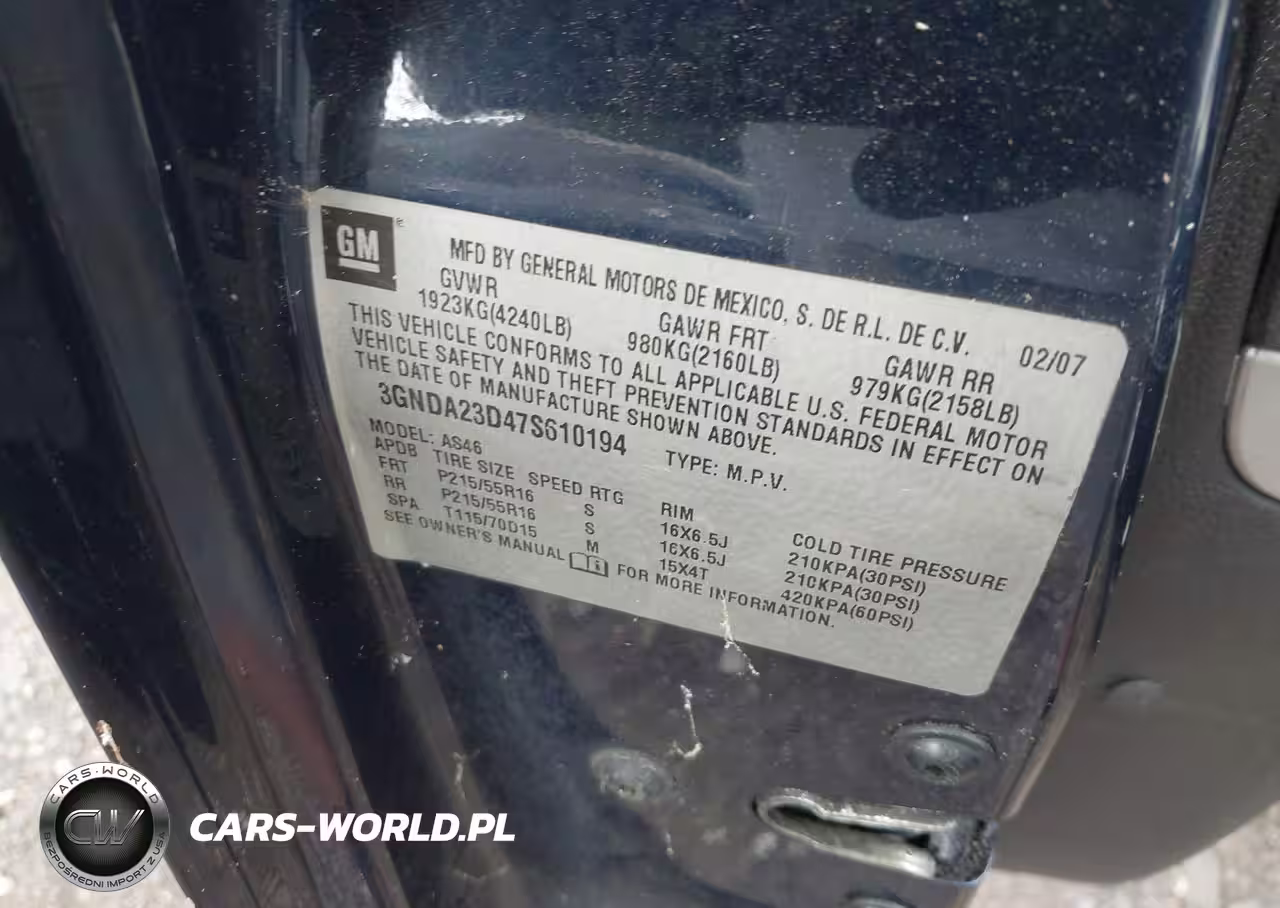 GM
MFD BY GENERAL MOTORS DE MEXICO, S. DE R.L. DE C.V. 02/07
GVWR GAWR FRT GAWR RR
1923KG(4240LB) 980KG(2160LB) 979KG(2158LB)
THIS VEHICLE CONFORMS TO ALL APPLICABLE U.S. FEDERAL MOTOR
VEHICLE SAFETY AND THEFT PREVENTION STANDARDS IN EFFECT ON
THE DATE OF MANUFACTURE SHOWN ABOVE.
3GNDA23D47S610194 TYPE: M.P.V.
MODEL: AS46
APDB TIRE SIZE SPEED RTG RIM COLD TIRE PRESSURE
FRT P215/55R16 S 16X6.5J 210KPA(30PSI)
RR P215/55R16 S 16X6.5J 210KPA(30PSI)
SPA T115/70D15 M 15X4T 420KPA(60PSI)
SEE OWNER'S MANUAL FOR MORE INFORMATION.
CARS-WORLD
CW
BEZPOŚREDNI IMPORT Z USA
CARS-WORLD.PL